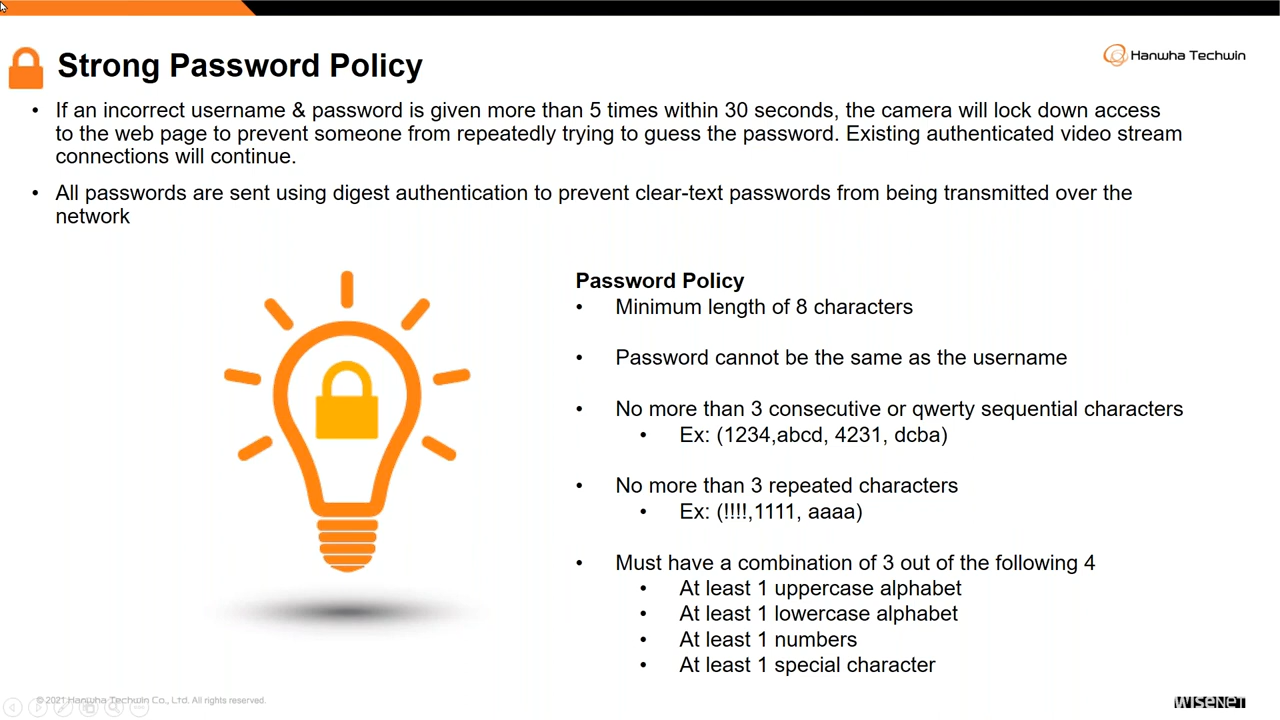 Strong Password Policy
Hanwha Techwin
• If an incorrect username & password is given more than 5 times within 30 seconds, the camera will lock down access
to the web page to prevent someone from repeatedly trying to guess the password. Existing authenticated video stream
connections will continue.
• All passwords are sent using digest authentication to prevent clear-text passwords from being transmitted over the
network
Password Policy
• Minimum length of 8 characters
• Password cannot be the same as the username
• No more than 3 consecutive or qwerty sequential characters
• Ex: (1234,abcd, 4231, dcba)
• No more than 3 repeated characters
• Ex: (!!!!,1111, aaaa)
• Must have a combination of 3 out of the following 4
• At least 1 uppercase alphabet
• At least 1 lowercase alphabet
• At least 1 numbers
• At least 1 special character
© 2021 Hanwha Techwin Co., Ltd. All rights reserved.
WISENET